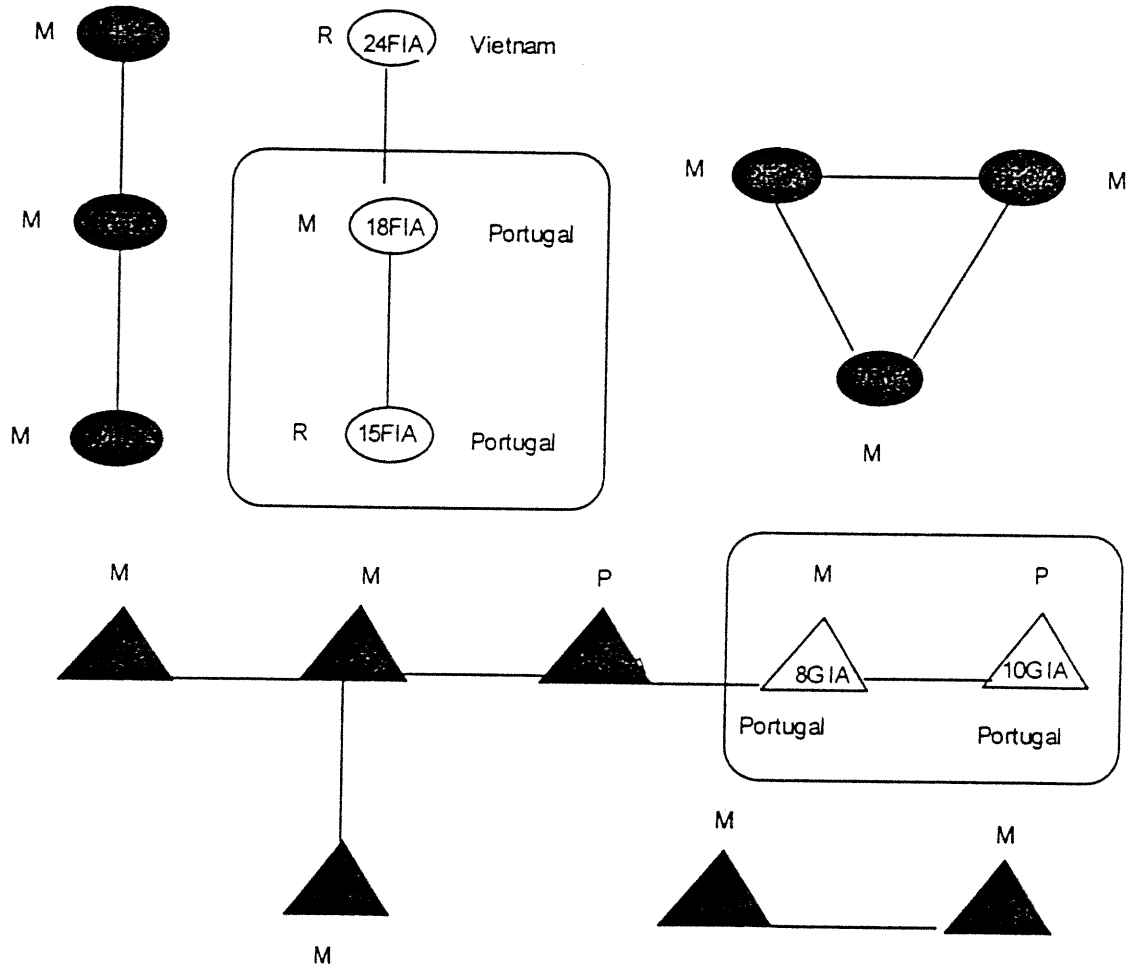 M
R 24FIA Vietnam
M M
M M 18FIA Portugal
M R 15FIA Portugal
M
M M P M P
8GIA 10GIA
Portugal Portugal
M M
M